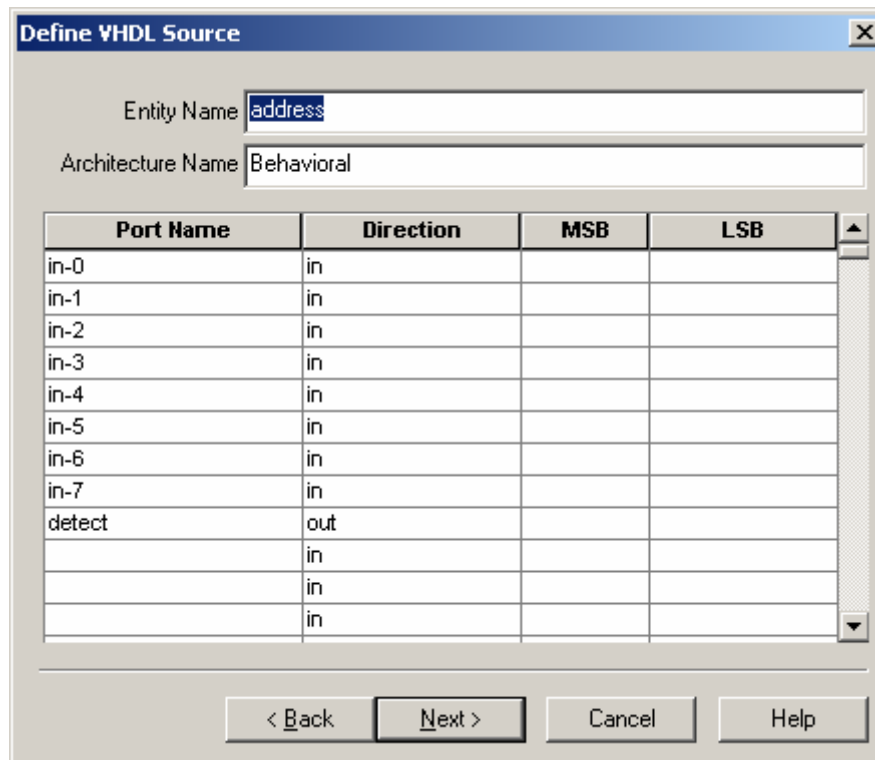 Define VHDL Source
Entity Name address
Architecture Name Behavioral
Port Name Direction MSB LSB
in-0 in
in-1 in
in-2 in
in-3 in
in-4 in
in-5 in
in-6 in
in-7 in
detect out
in
in
in
< Back Next > Cancel Help